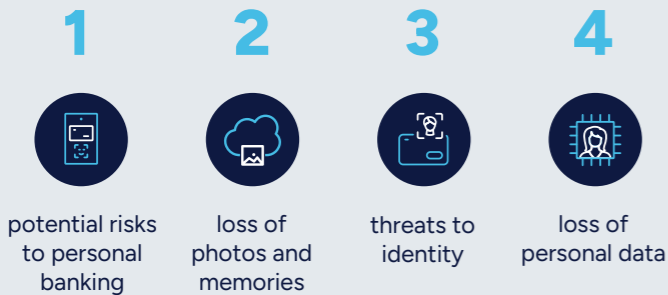 1
potential risks
to personal
banking
2
loss of
photos and
memories
3
threats to
identity
4
loss of
personal data